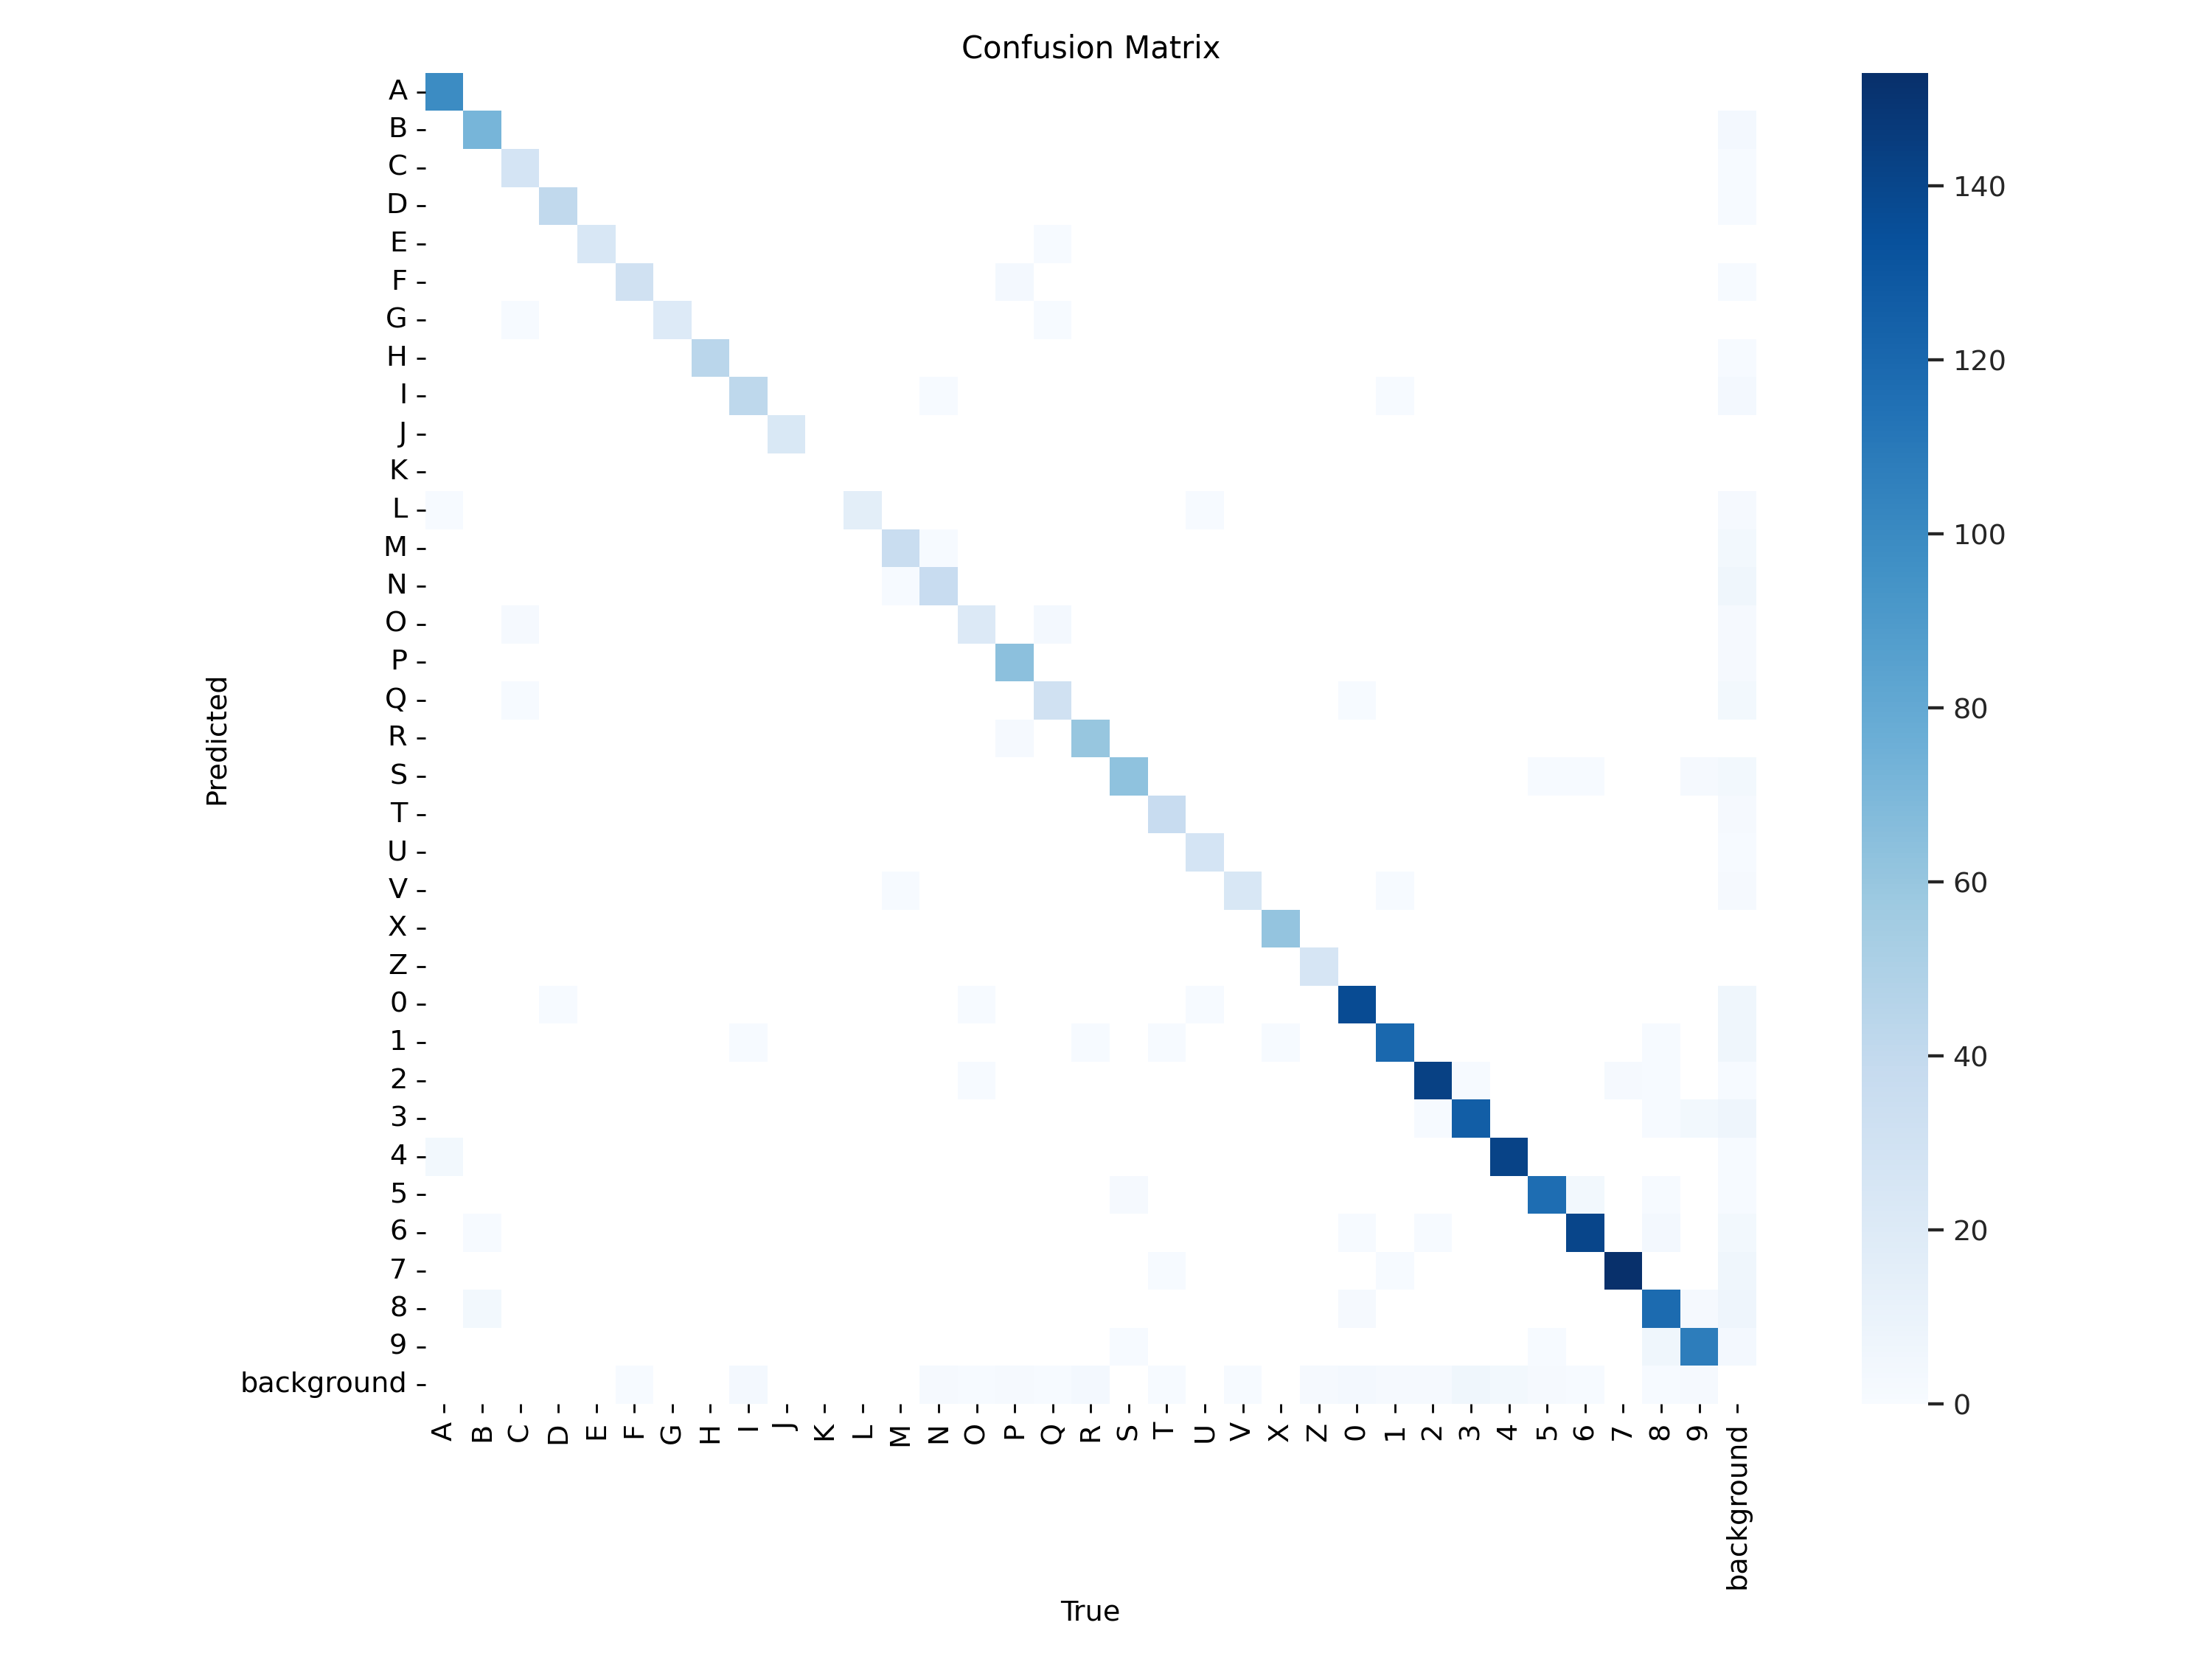 Confusion Matrix
A
B
C
D
E
F
G
H
I
J
K
L
M
N
O
P
Q
R
S
T
U
V
X
Z
0
1
2
3
4
5
6
7
8
9
background
Predicted
A B C D E F G H I J K L M N O P Q R S T U V X Z 0 1 2 3 4 5 6 7 8 9 background
True
140
120
100
80
60
40
20
0